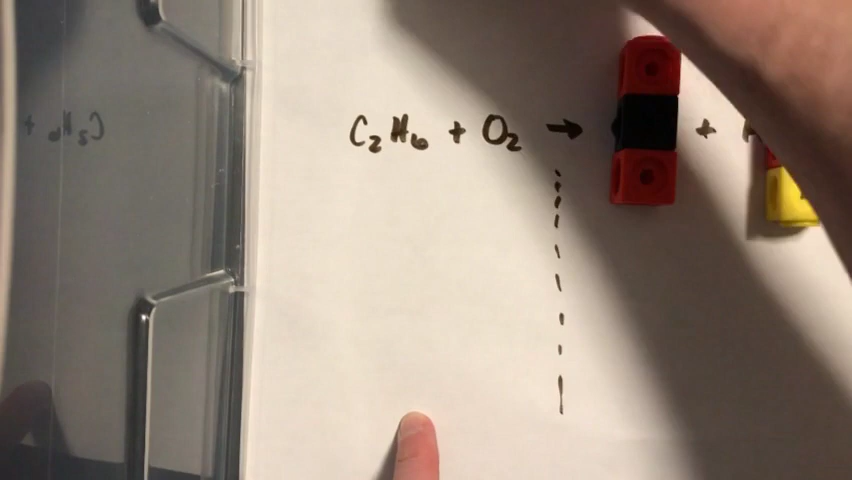 C₂H₆ + O₂ → +